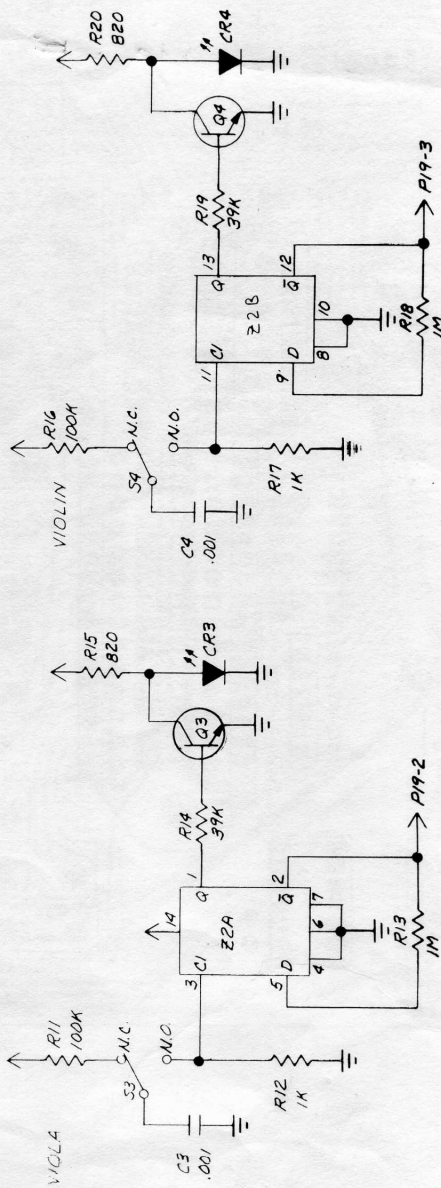 VIOLA
R11
100K
N.C.
S3
N.O.
C3
.001
R12
1K
3
C1
14
Z2A
Q
1
5
D
Q̅
2
4
6
7
R13
1M
P19-2
R14
39K
Q3
R15
820
CR3
VIOLIN
R16
100K
N.C.
S4
N.O.
C4
.001
R17
1K
11
C1
Z2B
Q
13
9
D
Q̅
12
8
10
R18
1M
P19-3
R19
39K
Q4
R20
820
CR4